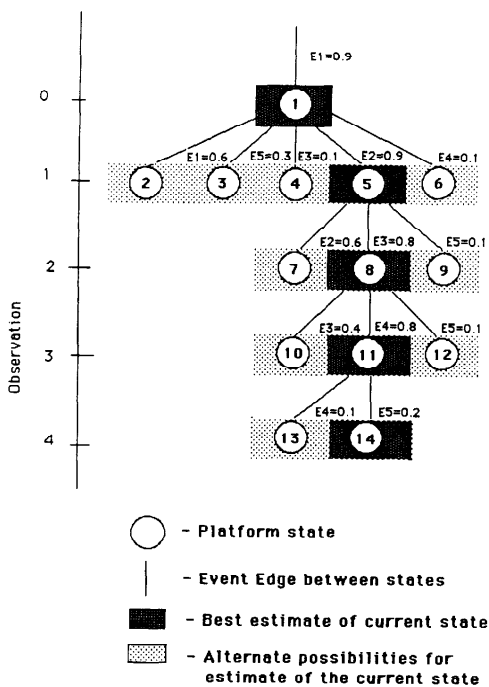 E1=0.9
0
1
E1=0.6 E5=0.3 E3=0.1 E2=0.9 E4=0.1
1
2 3 4 5 6
E2=0.6 E3=0.8 E5=0.1
2
7 8 9
E3=0.4 E4=0.8 E5=0.1
3
10 11 12
E4=0.1 E5=0.2
4
13 14
Observation
- Platform state
- Event Edge between states
- Best estimate of current state
- Alternate possibilities for
estimate of the current state